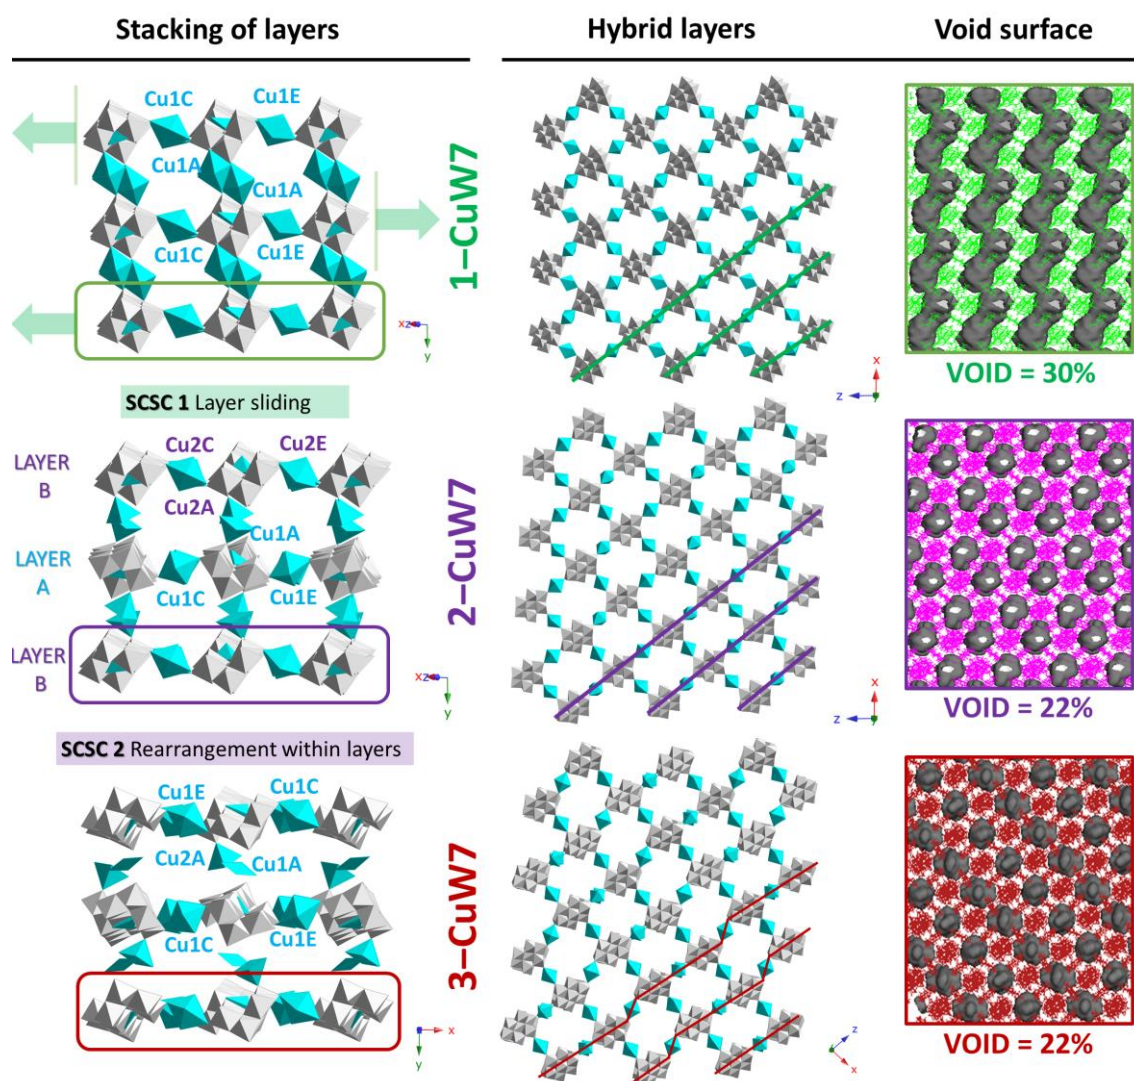 Stacking of layers
Hybrid layers
Void surface
Cu1C
Cu1E
Cu1A
Cu1A
Cu1C
Cu1E
xz
y
1–CuW7
x
z
y
VOID = 30%
SCSC 1 Layer sliding
LAYER
B
Cu2C
Cu2E
Cu2A
Cu1A
LAYER
A
Cu1C
Cu1E
LAYER
B
xz
y
2–CuW7
x
z
y
VOID = 22%
SCSC 2 Rearrangement within layers
Cu1E
Cu1C
Cu2A
Cu1A
Cu1C
Cu1E
x
y
3–CuW7
z
x
VOID = 22%